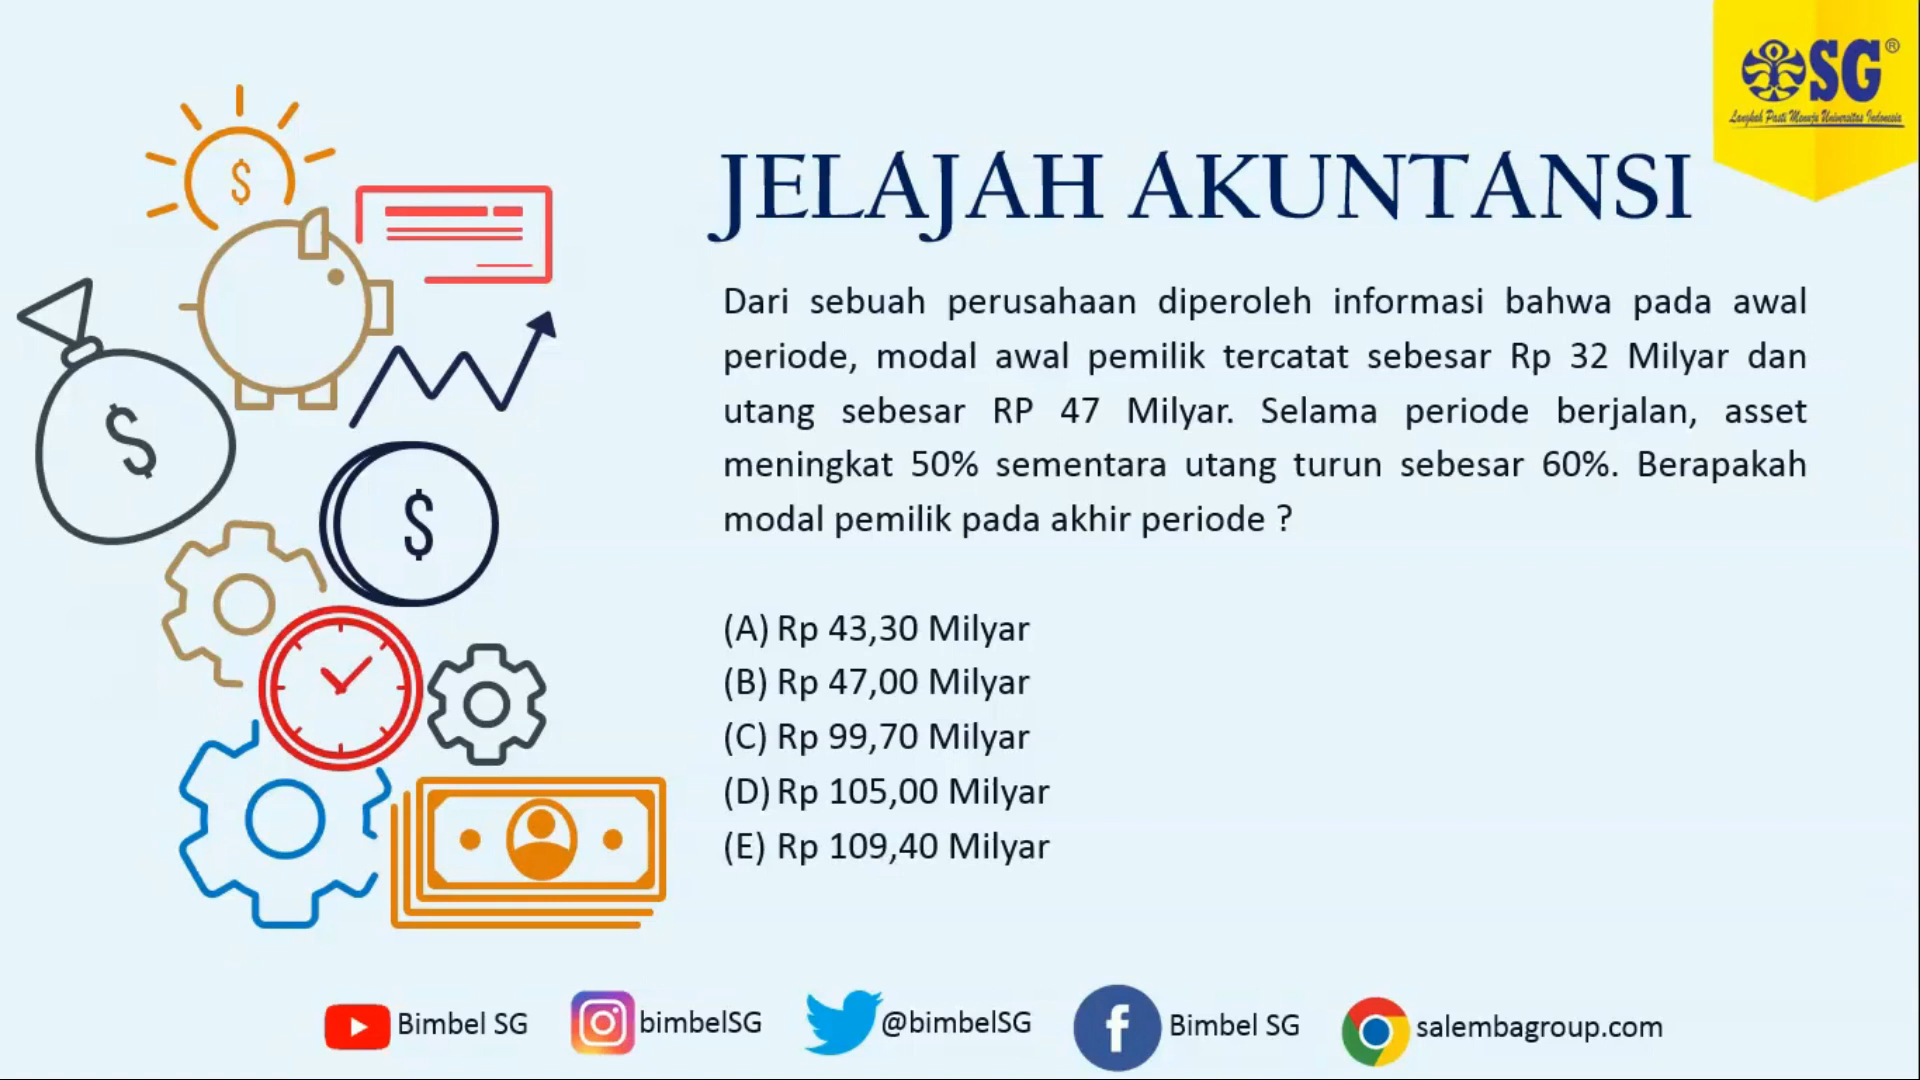 SG®
Langkah Pasti Menuju Universitas Indonesia
JELAJAH AKUNTANSI
Dari sebuah perusahaan diperoleh informasi bahwa pada awal
periode, modal awal pemilik tercatat sebesar Rp 32 Milyar dan
utang sebesar RP 47 Milyar. Selama periode berjalan, asset
meningkat 50% sementara utang turun sebesar 60%. Berapakah
modal pemilik pada akhir periode ?
(A) Rp 43,30 Milyar
(B) Rp 47,00 Milyar
(C) Rp 99,70 Milyar
(D) Rp 105,00 Milyar
(E) Rp 109,40 Milyar
$
$
$
Bimbel SG
bimbelSG
@bimbelSG
f
Bimbel SG
salembagroup.com